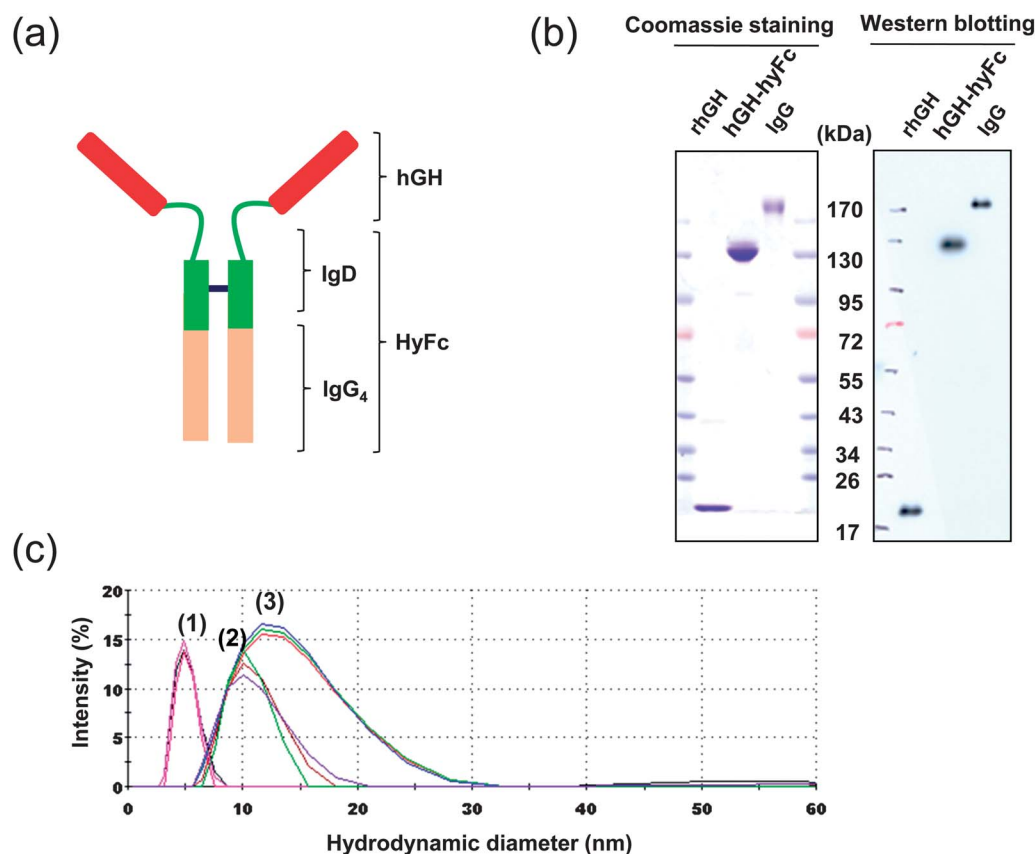 (a)
hGH
IgD
HyFc
IgG₄
(b)
Coomassie staining
Western blotting
rhGH
hGH-hyFc
IgG
(kDa)
rhGH
hGH-hyFc
IgG
170
130
95
72
55
43
34
26
17
(c)
20
15
10
5
0
Intensity (%)
(1)
(2)
(3)
0
10
20
30
40
50
60
Hydrodynamic diameter (nm)